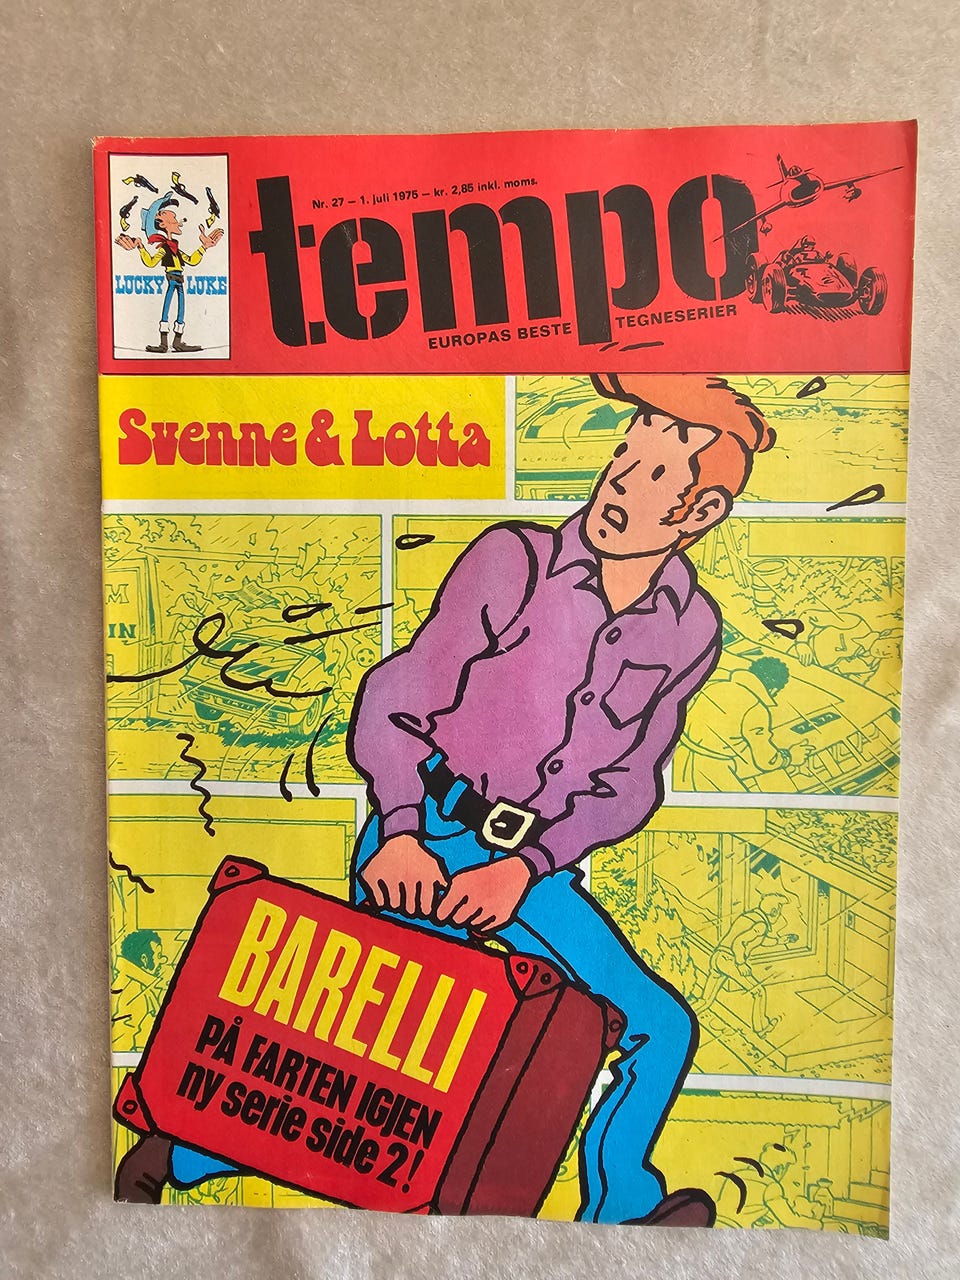 Nr. 27 – 1. juli 1975 – kr. 2,85 inkl. moms.
tempo
LUCKY LUKE
EUROPAS BESTE TEGNESERIER
Svenne & Lotta
BARELLI
PÅ FARTEN IGJEN
ny serie side 2!